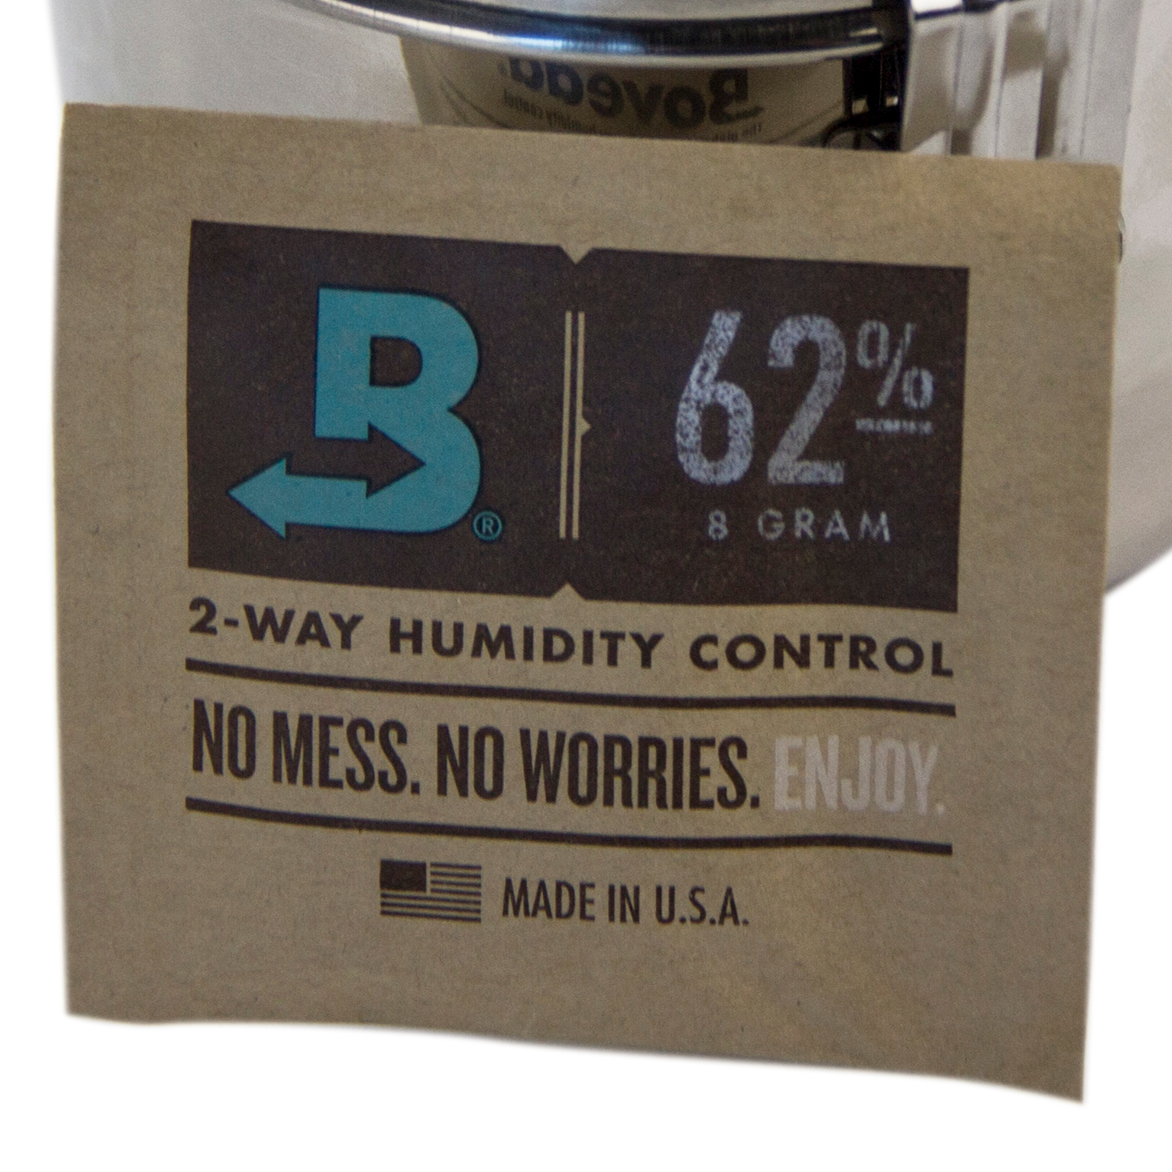 Boveda
B®
62%
8 GRAM
2-WAY HUMIDITY CONTROL
NO MESS. NO WORRIES. ENJOY.
MADE IN U.S.A.